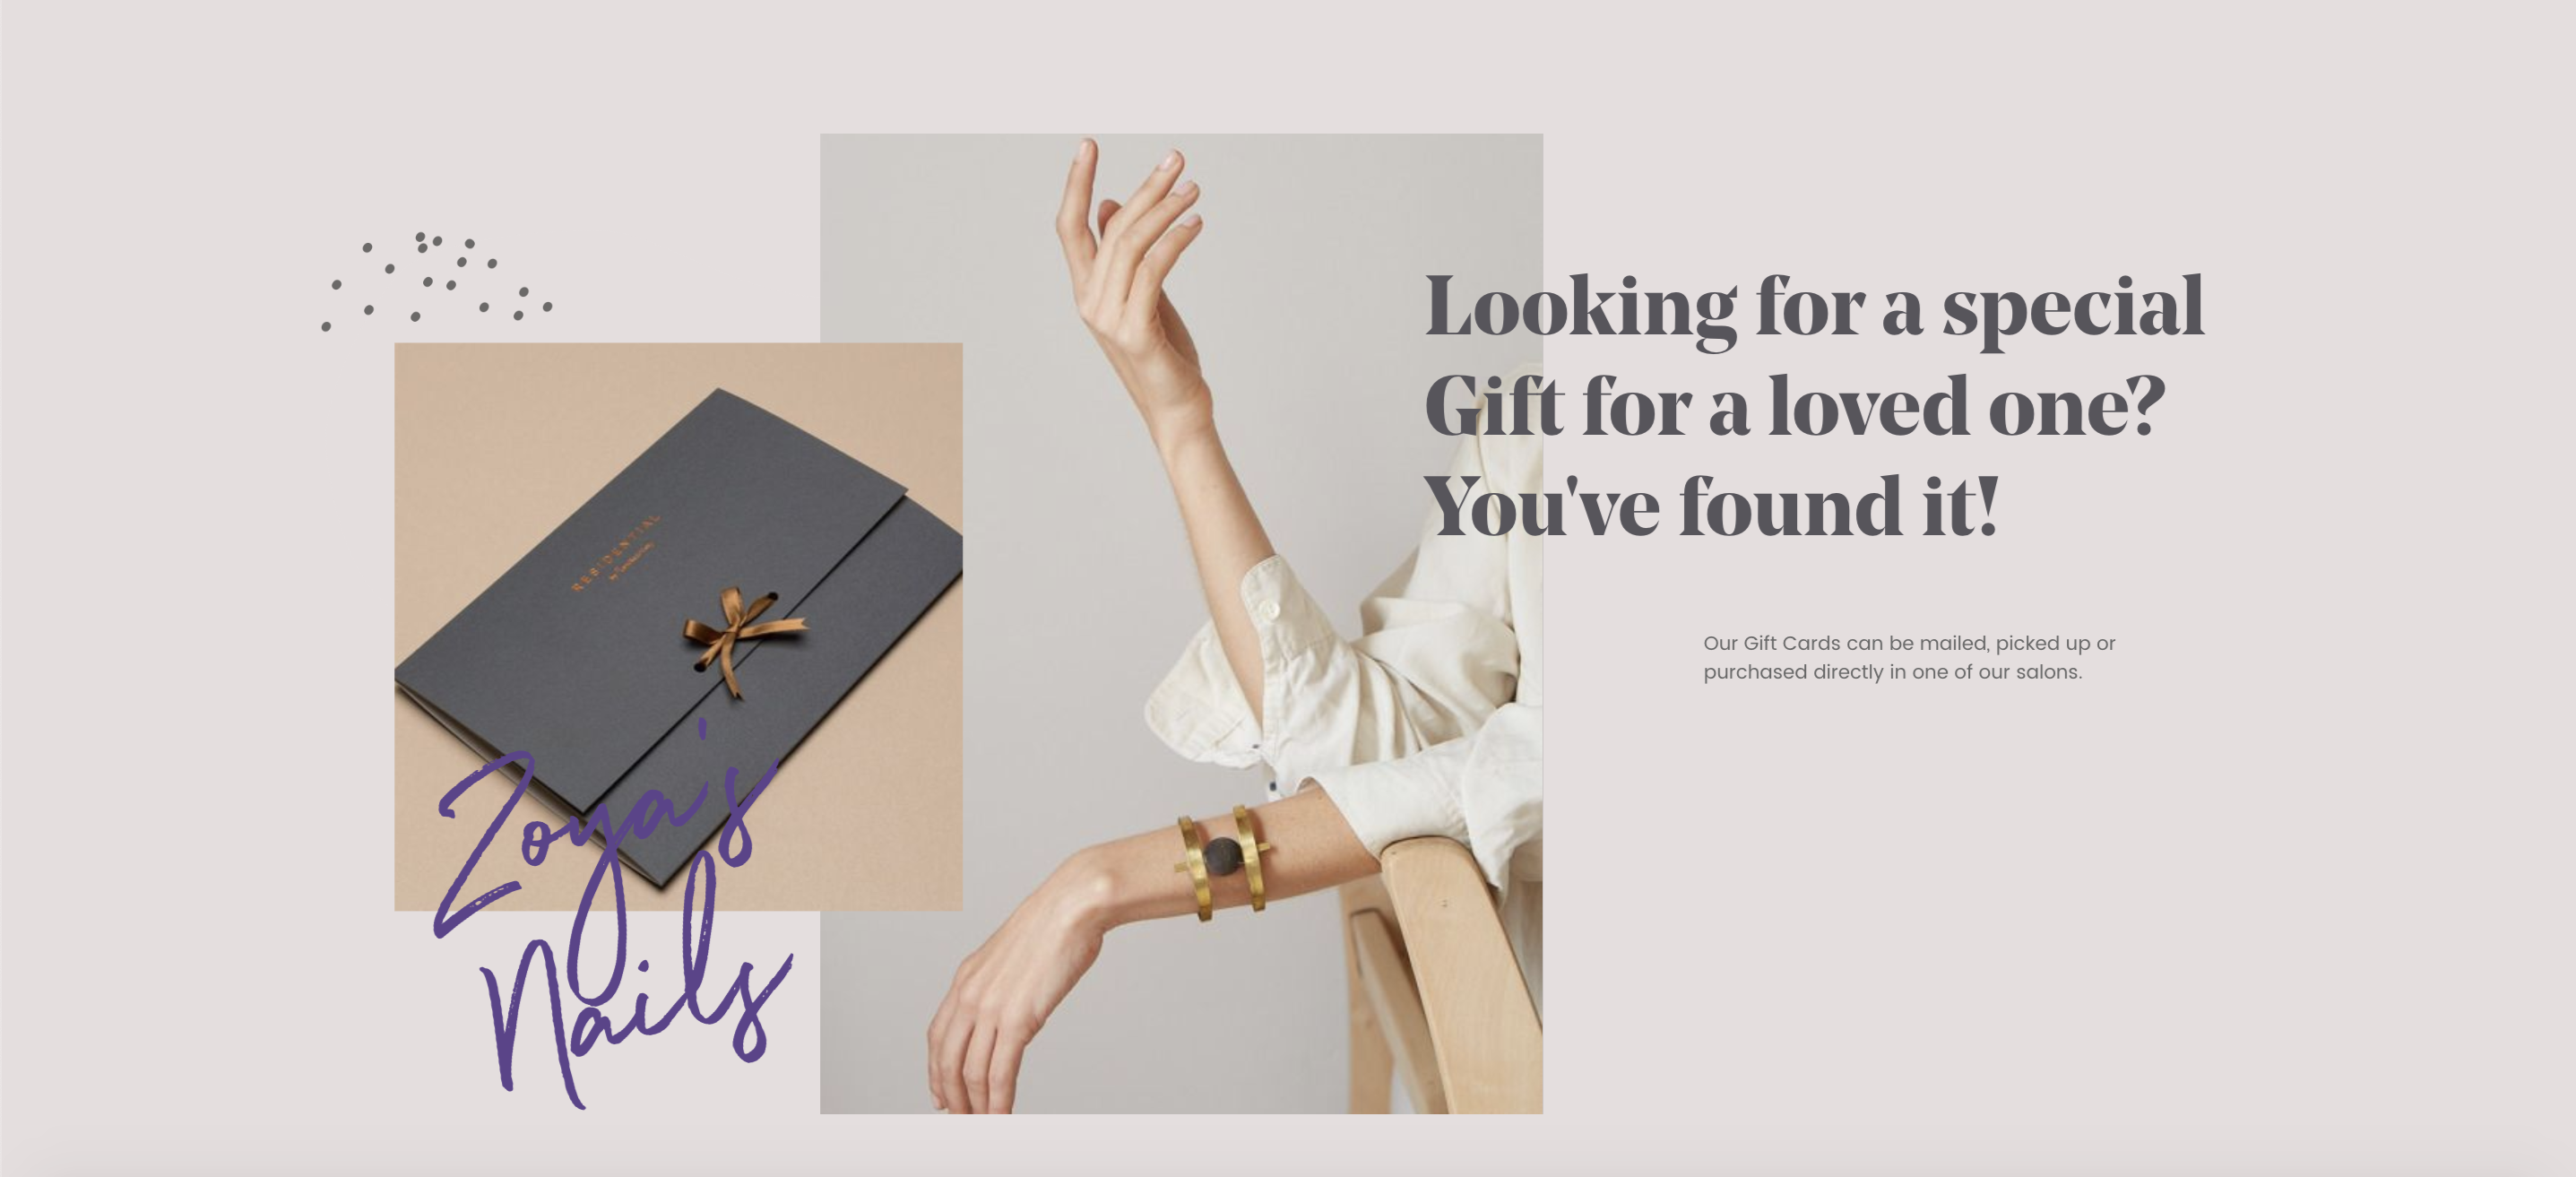 Looking for a special
Gift for a loved one?
You've found it!
Our Gift Cards can be mailed, picked up or
purchased directly in one of our salons.
RESIDENTIAL
by
Zoya's
Nails